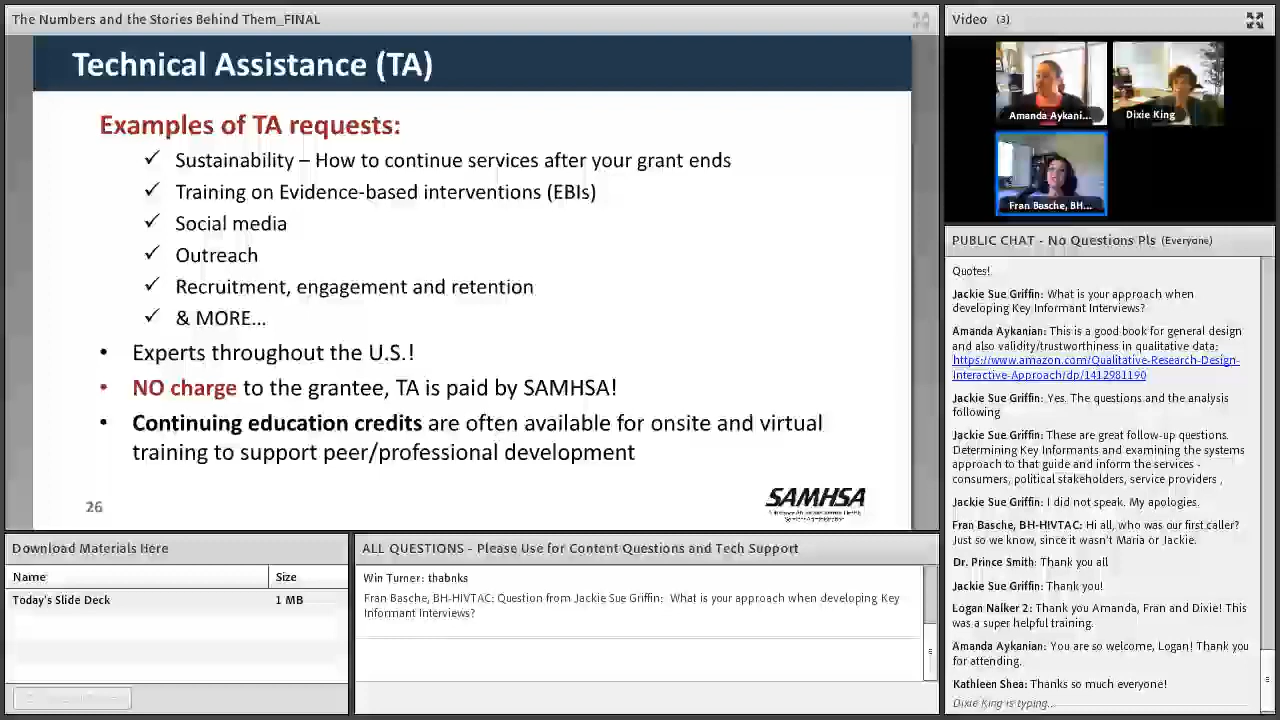 The Numbers and the Stories Behind Them_FINAL
Technical Assistance (TA)
Examples of TA requests:
✓ Sustainability – How to continue services after your grant ends
✓ Training on Evidence-based interventions (EBIs)
✓ Social media
✓ Outreach
✓ Recruitment, engagement and retention
✓ & MORE...
• Experts throughout the U.S.!
• NO charge to the grantee, TA is paid by SAMHSA!
• Continuing education credits are often available for onsite and virtual
training to support peer/professional development
26
SAMHSA
Download Materials Here
Name Size
Today's Slide Deck 1 MB
ALL QUESTIONS - Please Use for Content Questions and Tech Support
Win Turner: thabnks
Fran Basche, BH-HIVTAC: Question from Jackie Sue Griffin: What is your approach when developing Key
Informant Interviews?
Video (3)
Amanda Aykani...
Dixie King
Fran Basche, BH...
PUBLIC CHAT - No Questions Pls (Everyone)
Quotes!
Jackie Sue Griffin: What is your approach when
developing Key Informant Interviews?
Amanda Aykanian: This is a good book for general design
and also validity/trustworthiness in qualitative data:
https://www.amazon.com/Qualitative-Research-Design-
Interactive-Approach/dp/1412981190
Jackie Sue Griffin: Yes. The questions and the analysis
following
Jackie Sue Griffin: These are great follow-up questions.
Determining Key Informants and examining the systems
approach to that guide and inform the services -
consumers, political stakeholders, service providers ,
Jackie Sue Griffin: I did not speak. My apologies.
Fran Basche, BH-HIVTAC: Hi all, who was our first caller?
Just so we know, since it wasn't Maria or Jackie.
Dr. Prince Smith: Thank you all
Jackie Sue Griffin: Thank you!
Logan Nalker 2: Thank you Amanda, Fran and Dixie! This
was a super helpful training.
Amanda Aykanian: You are so welcome, Logan! Thank you
for attending.
Kathleen Shea: Thanks so much everyone!
Dixie King is typing...